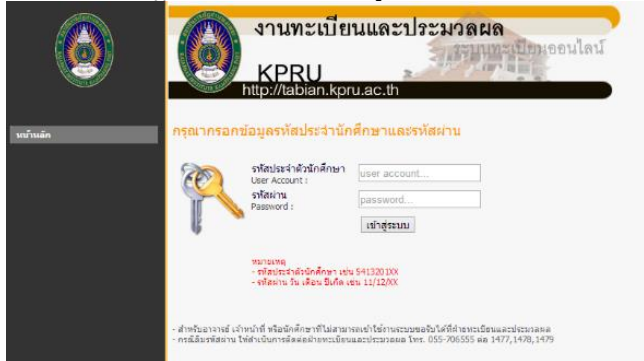 งานทะเบียนและประมวลผล
ระบบทะเบียนออนไลน์
KPRU
http://tabian.kpru.ac.th
หน้าหลัก
กรุณากรอกข้อมูลรหัสประจำนักศึกษาและรหัสผ่าน
รหัสประจำตัวนักศึกษา
User Account :
user account...
รหัสผ่าน
Password :
password...
เข้าสู่ระบบ
หมายเหตุ
- รหัสประจำตัวนักศึกษา เช่น 5413201XX
- รหัสผ่าน วัน เดือน ปีเกิด เช่น 11/12/XX
- สำหรับอาจารย์ เจ้าหน้าที่ หรือนักศึกษาที่ไม่สามารถเข้าใช้งานระบบขอรับได้ที่ฝ่ายทะเบียนและประมวลผล
- กรณีลืมรหัสผ่าน ให้ดำเนินการติดต่อฝ่ายทะเบียนและประมวลผล โทร. 055-706555 ต่อ 1477,1478,1479